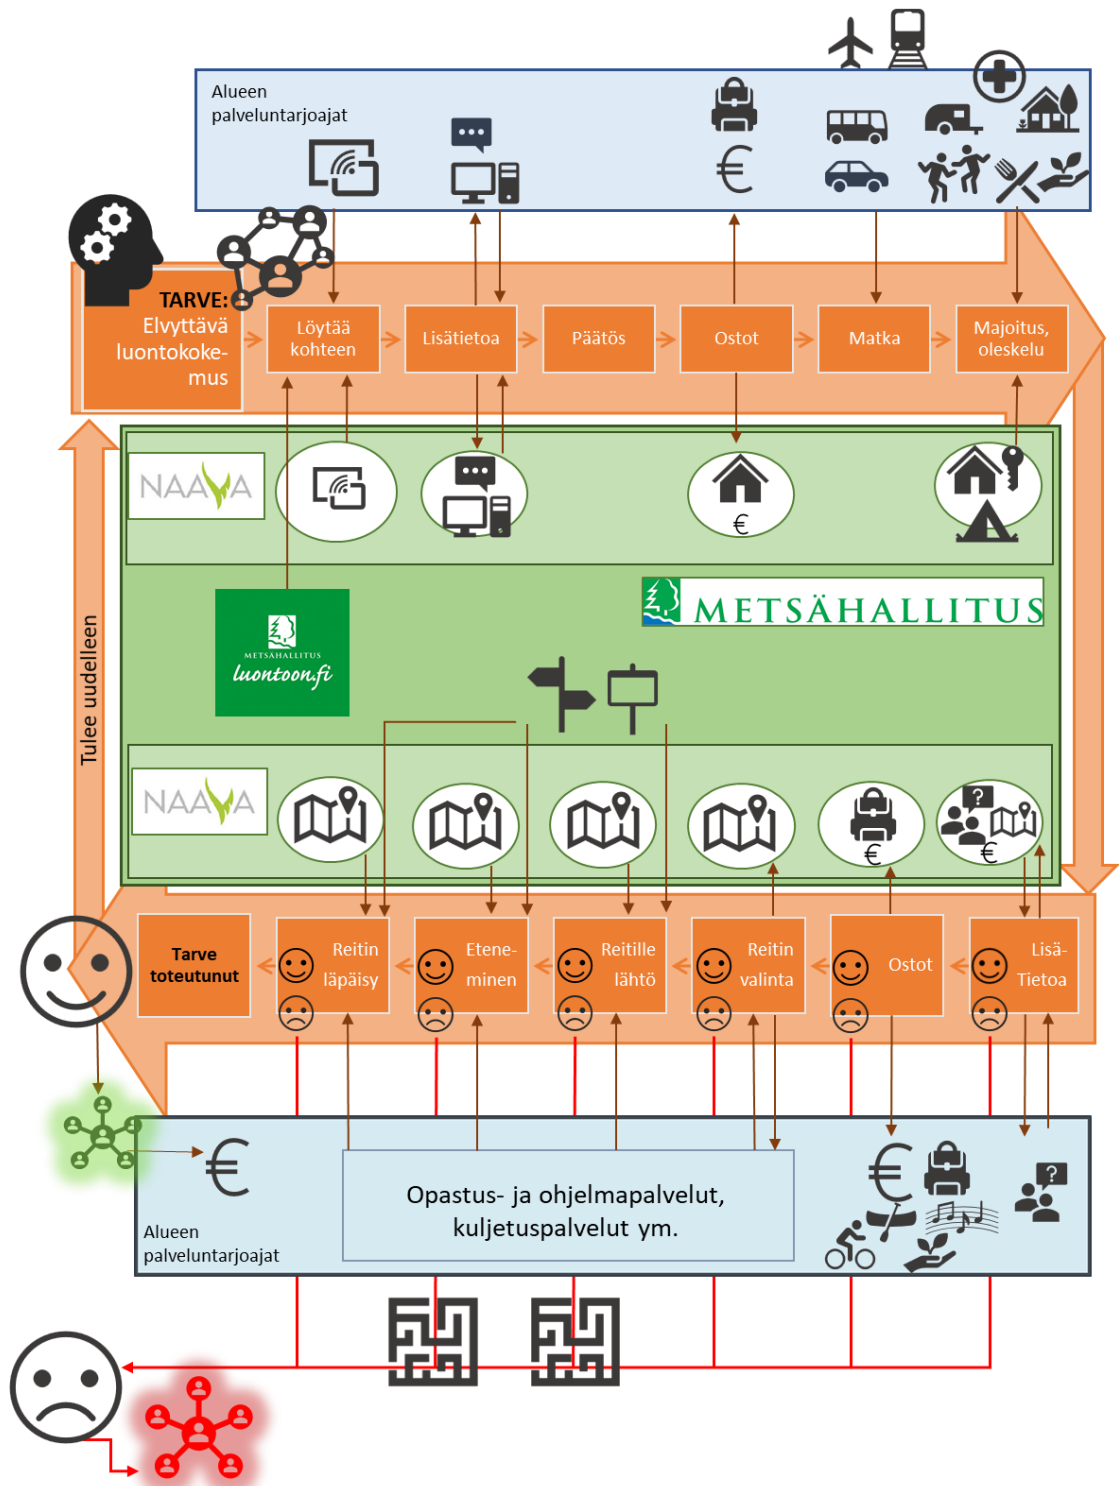 Alueen
palveluntarjoajat
€
TARVE:
Elvyttävä
luontokoke-
mus
Löytää
kohteen
Lisätietoa
Päätös
Ostot
Matka
Majoitus,
oleskelu
NAAVA
€
METSÄHALLITUS
METSÄHALLITUS
luontoon.fi
Tulee uudelleen
NAAVA
€
?
€
Tarve
toteutunut
Reitin
läpäisy
Etene-
minen
Reitille
lähtö
Reitin
valinta
Ostot
Lisä-
Tietoa
€
Opastus- ja ohjelmapalvelut,
kuljetuspalvelut ym.
€
?
Alueen
palveluntarjoajat